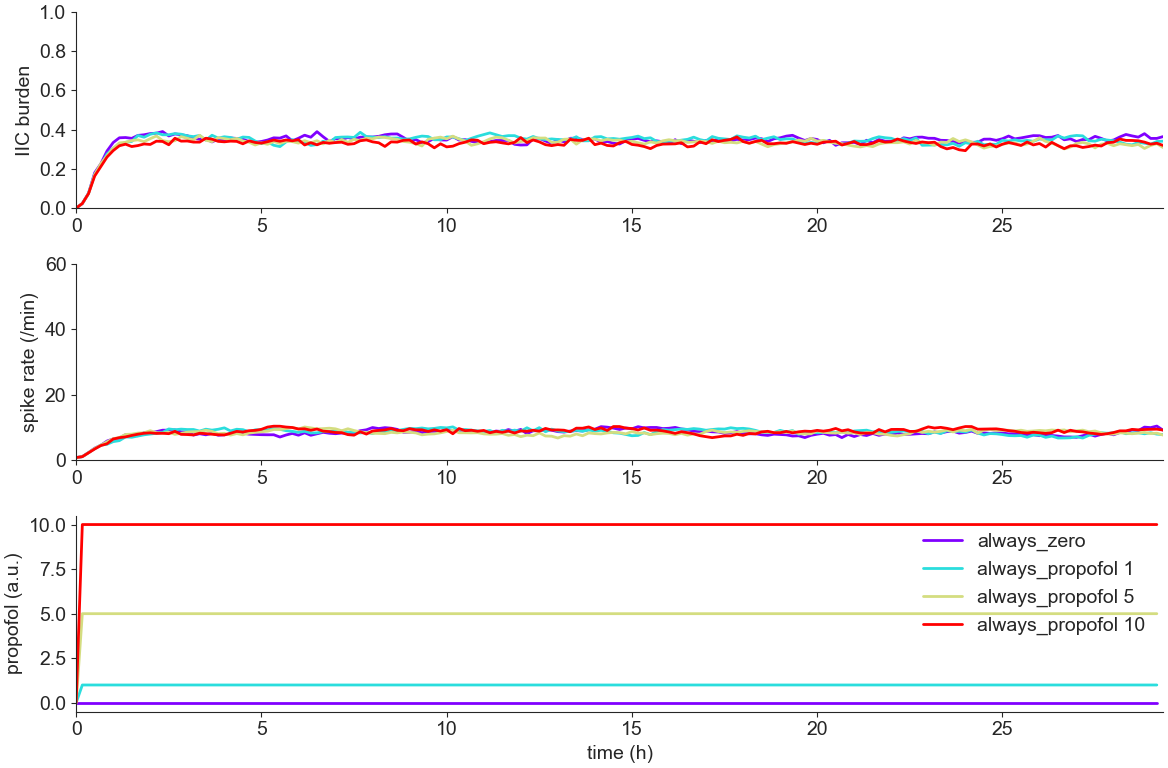 1.0
0.8
0.6
0.4
0.2
0.0
IIC burden
0 5 10 15 20 25
60
40
20
0
spike rate (/min)
0 5 10 15 20 25
10.0
7.5
5.0
2.5
0.0
propofol (a.u.)
always_zero
always_propofol 1
always_propofol 5
always_propofol 10
0 5 10 15 20 25
time (h)